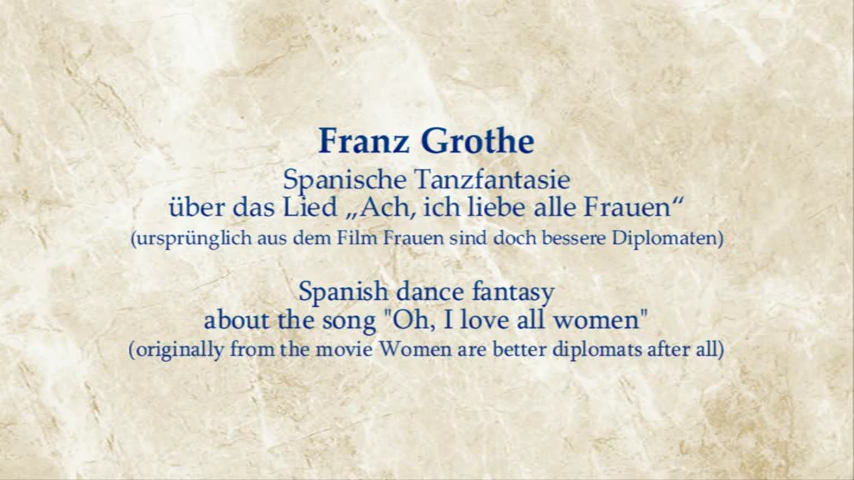 Franz Grothe
Spanische Tanzfantasie
über das Lied „Ach, ich liebe alle Frauen“
(ursprünglich aus dem Film Frauen sind doch bessere Diplomaten)
Spanish dance fantasy
about the song "Oh, I love all women"
(originally from the movie Women are better diplomats after all)